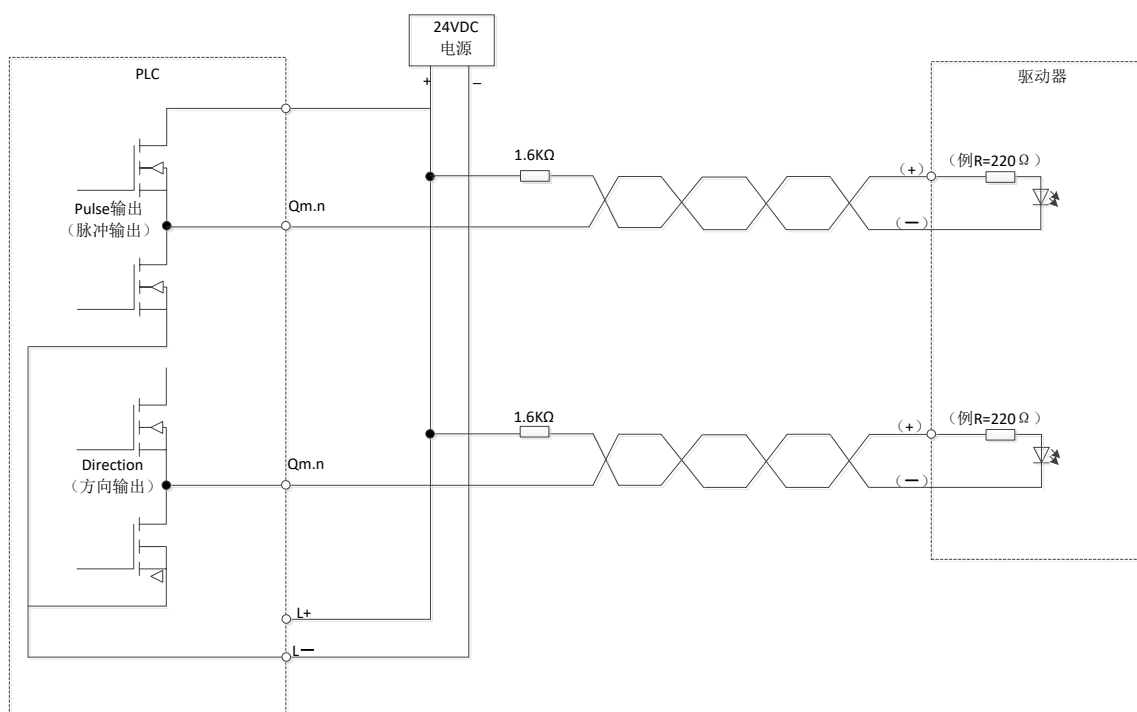 24VDC
电源
PLC
驱动器
+
－
1.6KΩ
（+）
（例R=220Ω）
Pulse输出
（脉冲输出）
Qm.n
（－）
1.6KΩ
（+）
（例R=220Ω）
Direction
（方向输出）
Qm.n
（－）
L+
L－